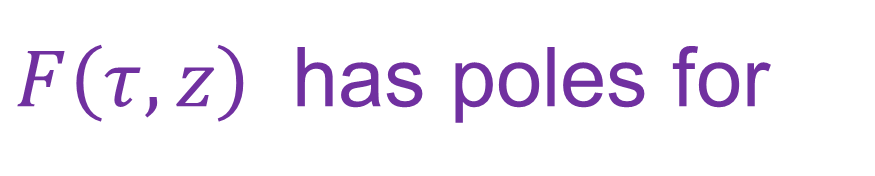 𝐹(𝜏, 𝑧) has poles for